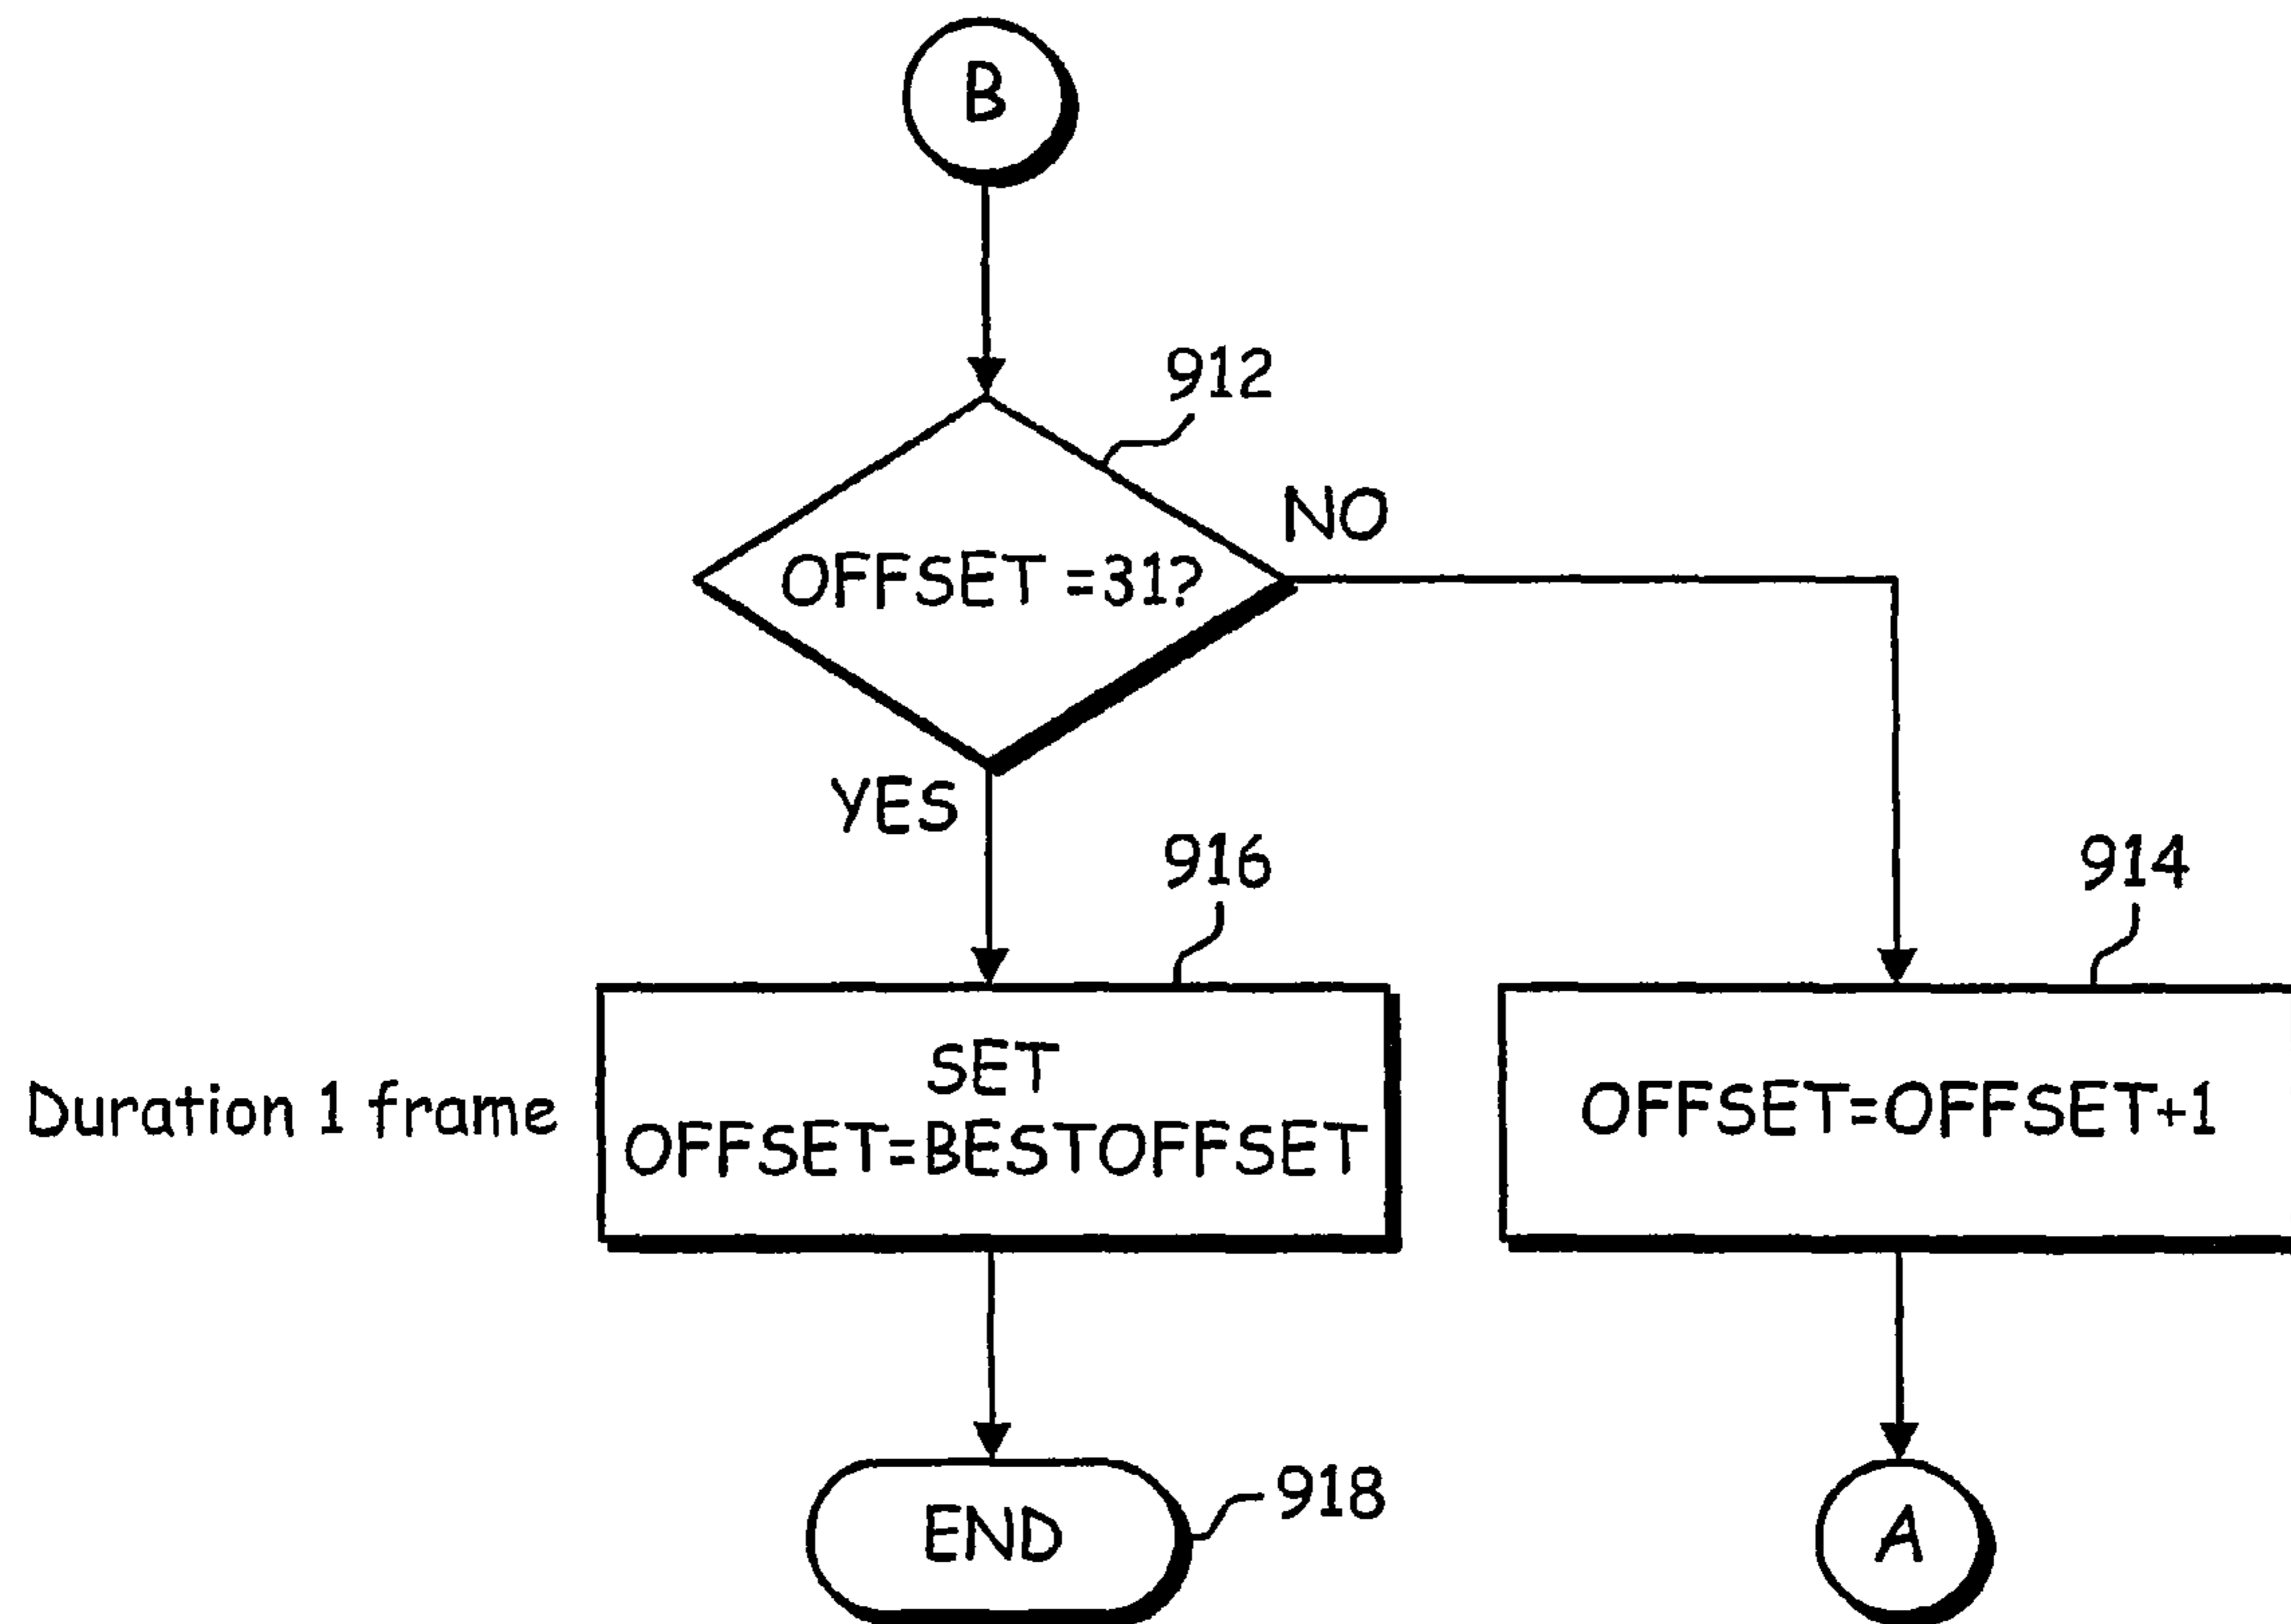 B
912
NO
OFFSET =31?
YES
916
914
SET
OFFSET=BESTOFFSET
Duration 1 frame
OFFSET=OFFSET+1
END
918
A